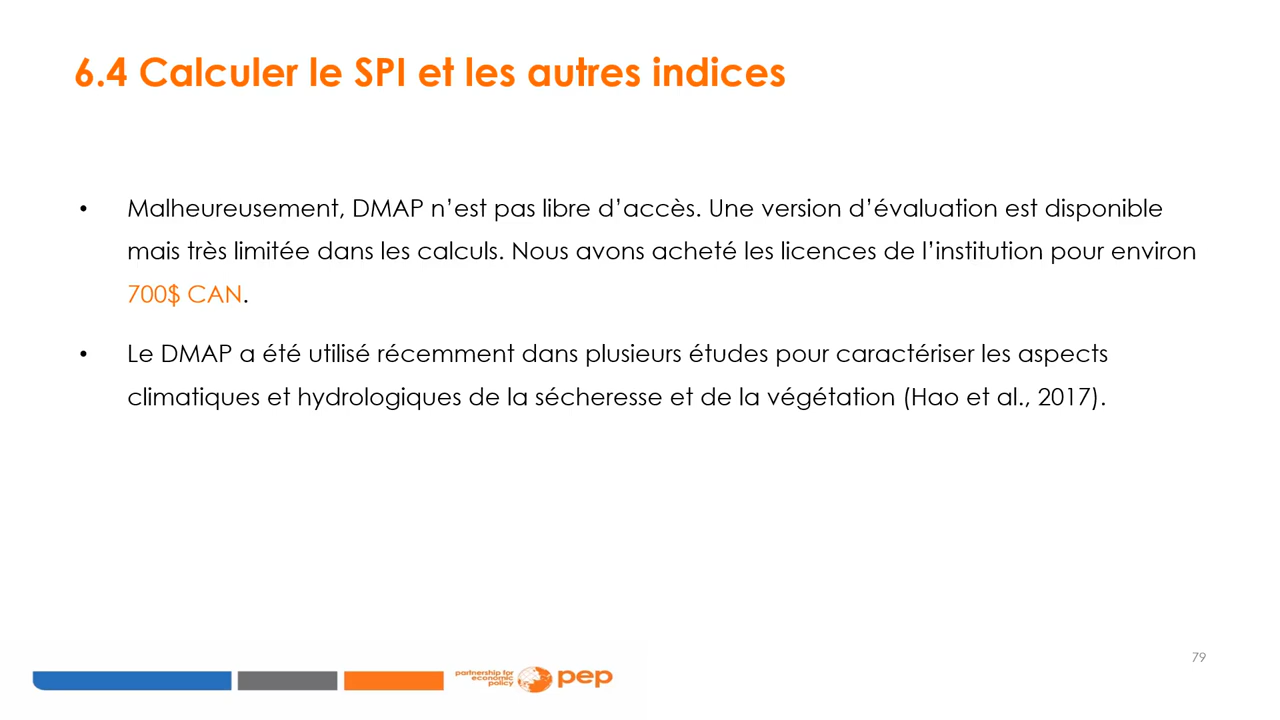 6.4 Calculer le SPI et les autres indices
• Malheureusement, DMAP n’est pas libre d’accès. Une version d’évaluation est disponible
mais très limitée dans les calculs. Nous avons acheté les licences de l’institution pour environ
700$ CAN.
• Le DMAP a été utilisé récemment dans plusieurs études pour caractériser les aspects
climatiques et hydrologiques de la sécheresse et de la végétation (Hao et al., 2017).
79
partnership for
economic
policy
pep